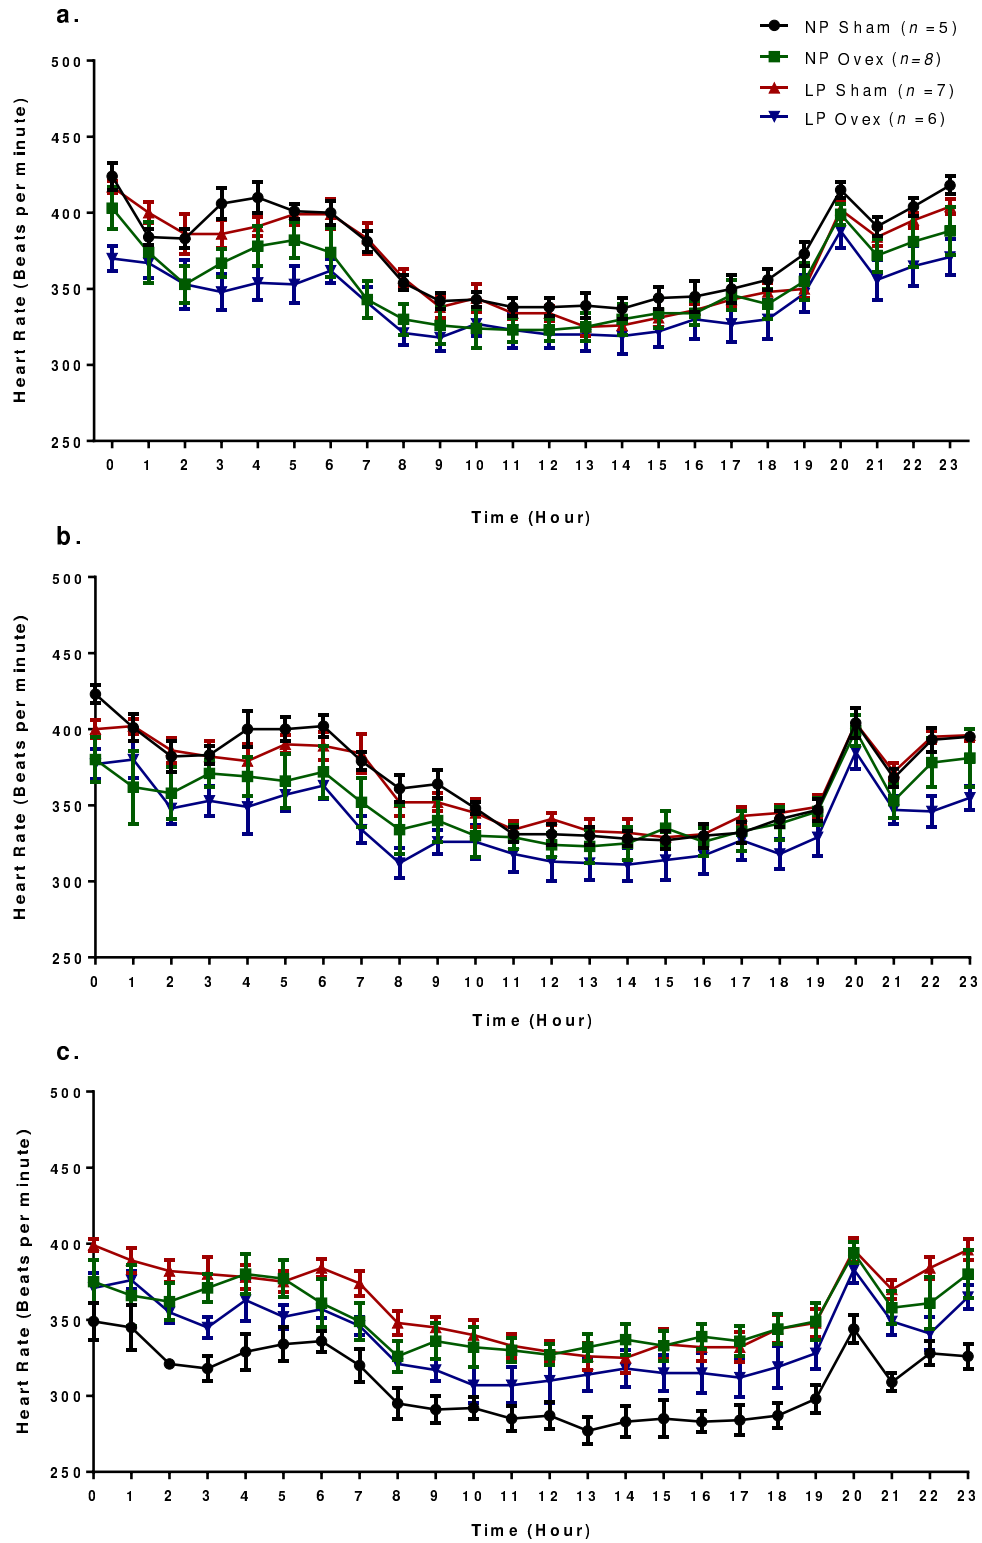 a.
NP Sham (n =5)
NP Ovex (n=8)
LP Sham (n =7)
LP Ovex (n =6)
Heart Rate (Beats per minute)
500
450
400
350
300
250
0 1 2 3 4 5 6 7 8 9 10 11 12 13 14 15 16 17 18 19 20 21 22 23
Time (Hour)
b.
Heart Rate (Beats per minute)
500
450
400
350
300
250
0 1 2 3 4 5 6 7 8 9 10 11 12 13 14 15 16 17 18 19 20 21 22 23
Time (Hour)
c.
Heart Rate (Beats per minute)
500
450
400
350
300
250
0 1 2 3 4 5 6 7 8 9 10 11 12 13 14 15 16 17 18 19 20 21 22 23
Time (Hour)